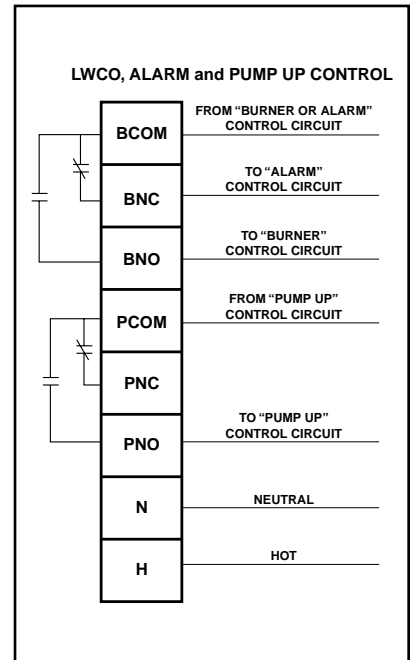 LWCO, ALARM and PUMP UP CONTROL
BCOM
FROM “BURNER OR ALARM”
CONTROL CIRCUIT
BNC
TO “ALARM”
CONTROL CIRCUIT
BNO
TO “BURNER”
CONTROL CIRCUIT
PCOM
FROM “PUMP UP”
CONTROL CIRCUIT
PNC
PNO
TO “PUMP UP”
CONTROL CIRCUIT
N
NEUTRAL
H
HOT